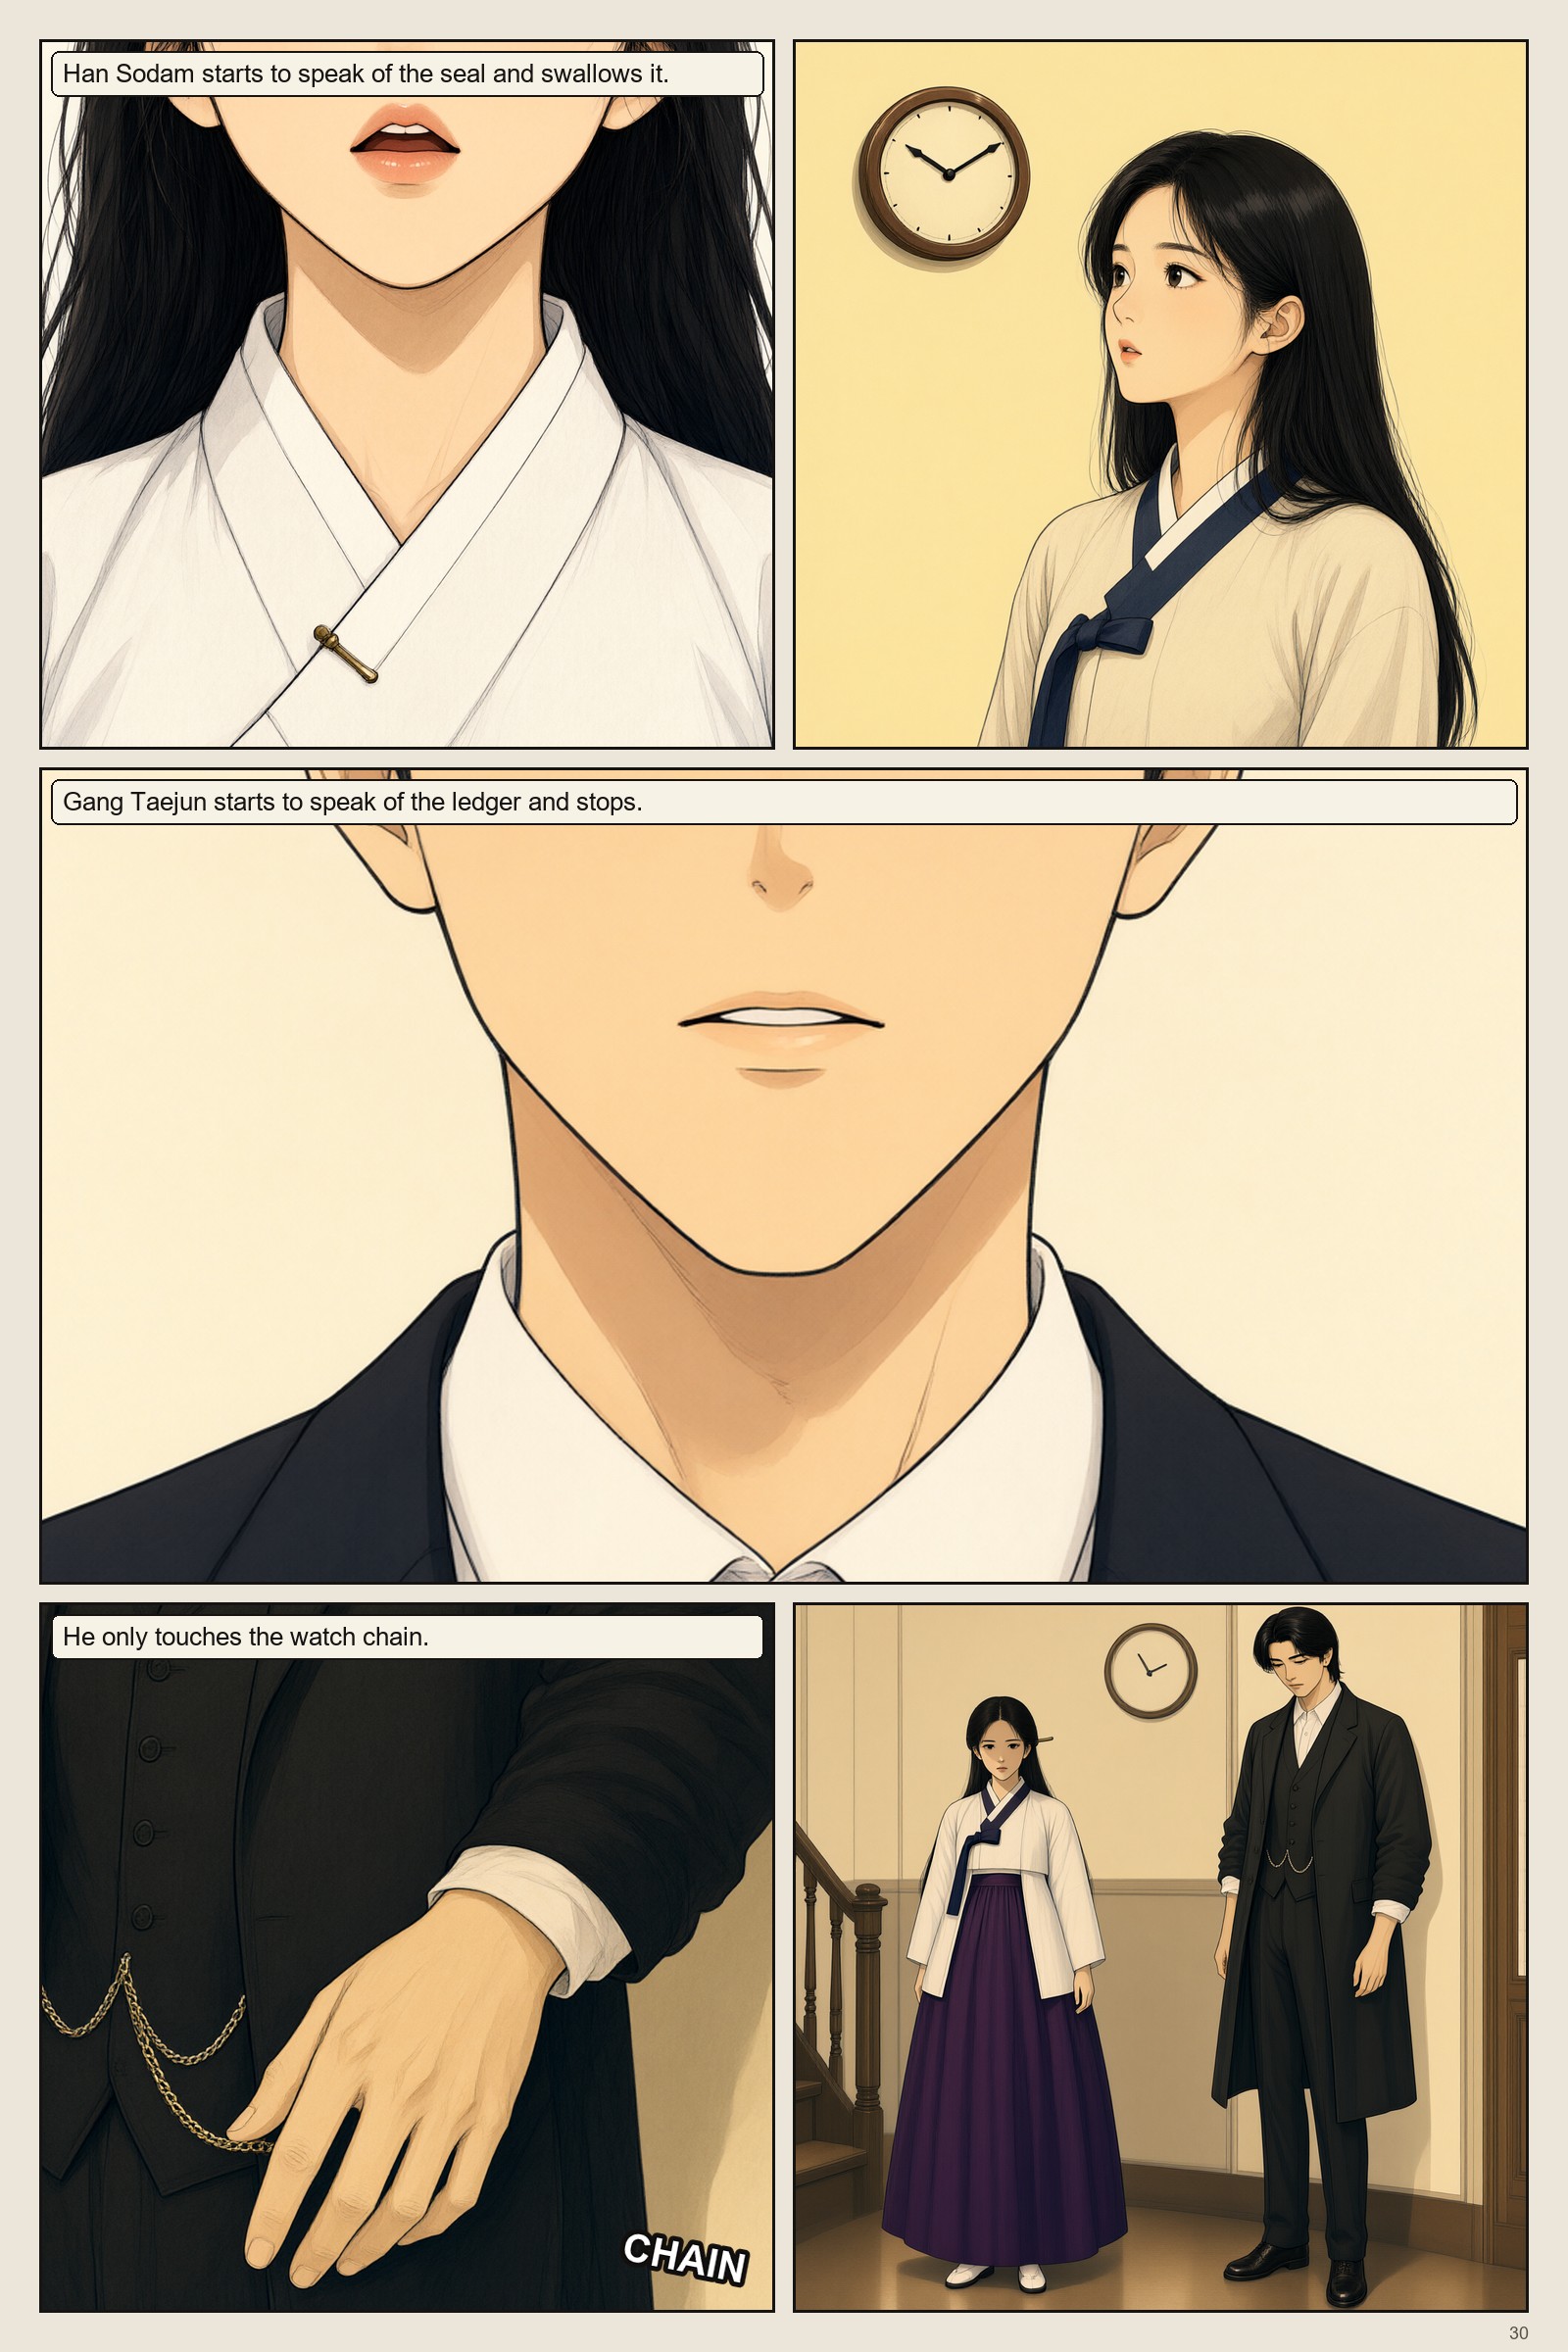 Han Sodam starts to speak of the seal and swallows it.
Gang Taejun starts to speak of the ledger and stops.
He only touches the watch chain.
CHAIN
30